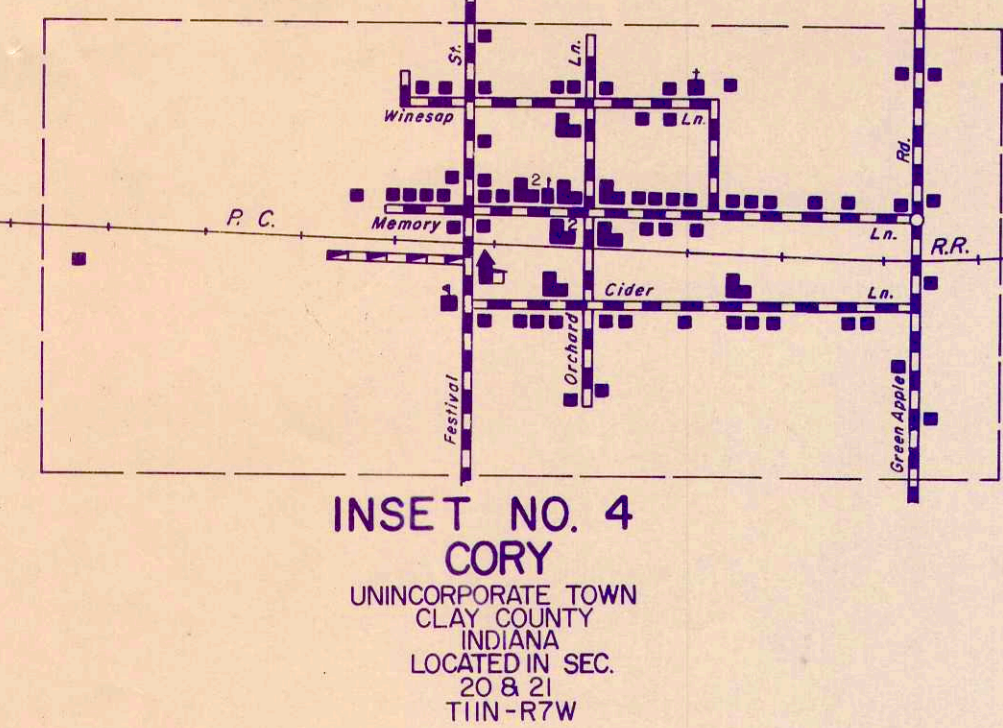 St.
Ln.
Winesap
Ln.
Rd.
2
P. C.
Memory
2
Ln.
R.R.
Cider
Ln.
Orchard
Festival
Green Apple
INSET NO. 4
CORY
UNINCORPORATE TOWN
CLAY COUNTY
INDIANA
LOCATED IN SEC.
20 & 21
T11N-R7W